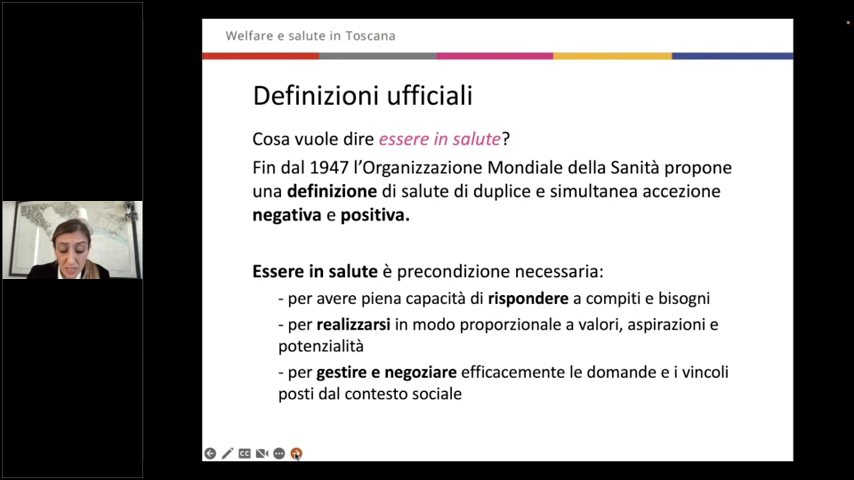 Welfare e salute in Toscana
Definizioni ufficiali
Cosa vuole dire essere in salute?
Fin dal 1947 l'Organizzazione Mondiale della Sanità propone
una definizione di salute di duplice e simultanea accezione
negativa e positiva.
Essere in salute è precondizione necessaria:
- per avere piena capacità di rispondere a compiti e bisogni
- per realizzarsi in modo proporzionale a valori, aspirazioni e
potenzialità
- per gestire e negoziare efficacemente le domande e i vincoli
posti dal contesto sociale
CC